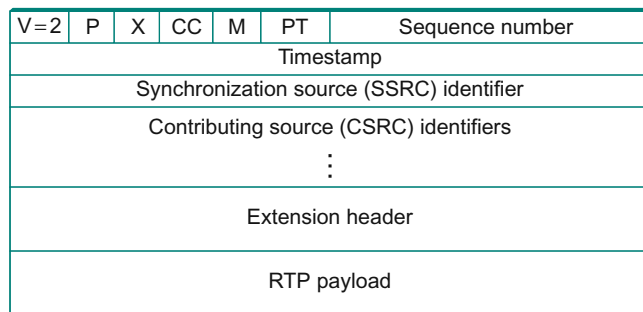 V=2 P X CC M PT Sequence number
Timestamp
Synchronization source (SSRC) identifier
Contributing source (CSRC) identifiers
⋮
Extension header
RTP payload